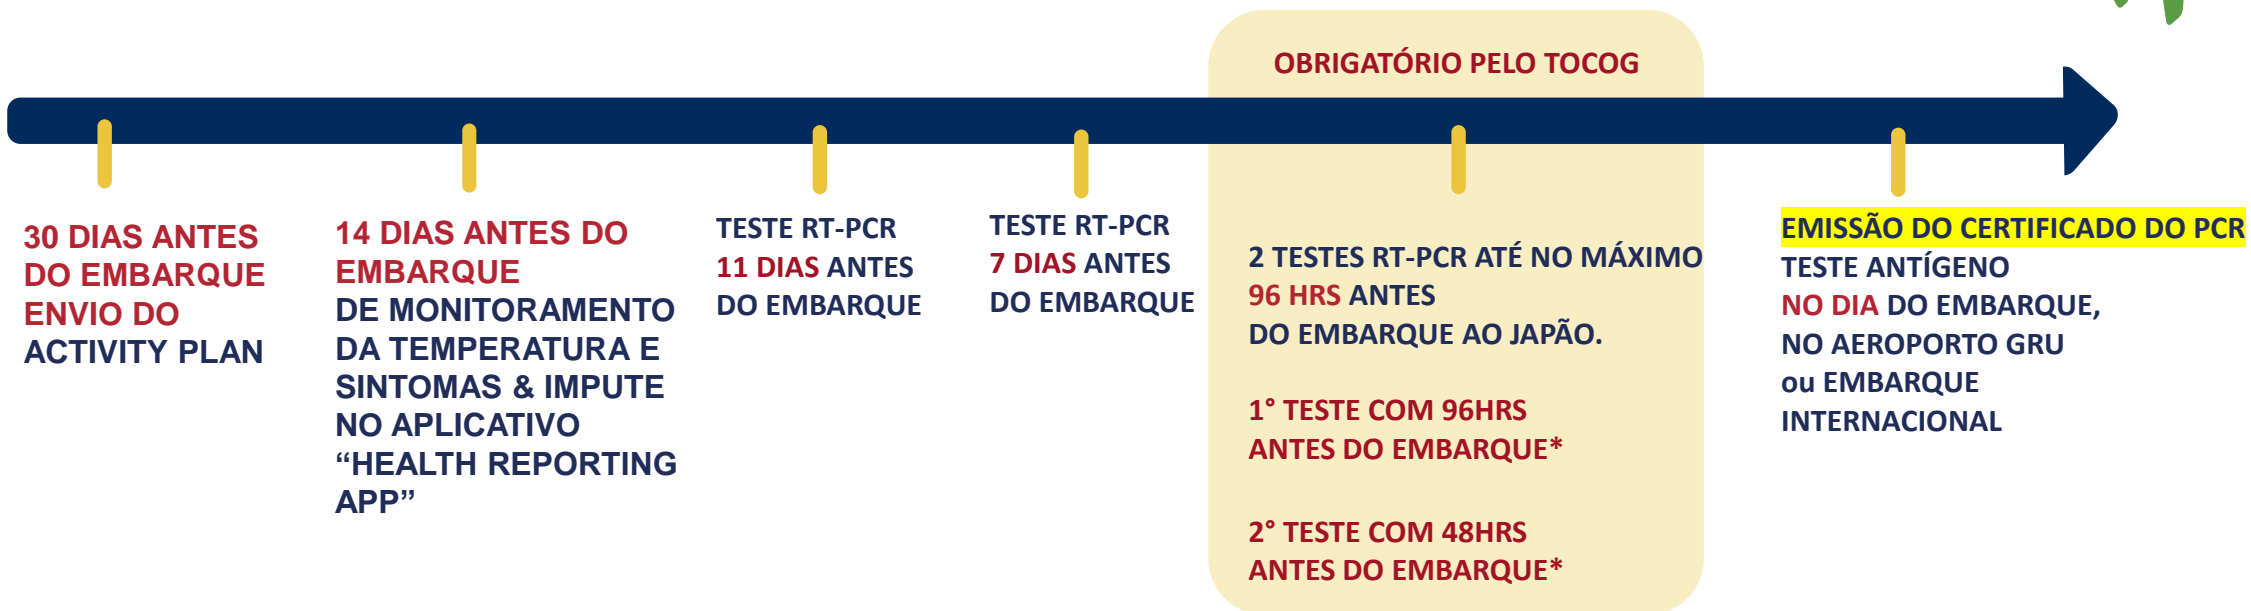 OBRIGATÓRIO PELO TOCOG
30 DIAS ANTES
DO EMBARQUE
ENVIO DO
ACTIVITY PLAN
14 DIAS ANTES DO
EMBARQUE
DE MONITORAMENTO
DA TEMPERATURA E
SINTOMAS & IMPUTE
NO APLICATIVO
“HEALTH REPORTING
APP”
TESTE RT-PCR
11 DIAS ANTES
DO EMBARQUE
TESTE RT-PCR
7 DIAS ANTES
DO EMBARQUE
2 TESTES RT-PCR ATÉ NO MÁXIMO
96 HRS ANTES
DO EMBARQUE AO JAPÃO.
1° TESTE COM 96HRS
ANTES DO EMBARQUE*
2° TESTE COM 48HRS
ANTES DO EMBARQUE*
EMISSÃO DO CERTIFICADO DO PCR
TESTE ANTÍGENO
NO DIA DO EMBARQUE,
NO AEROPORTO GRU
ou EMBARQUE
INTERNACIONAL